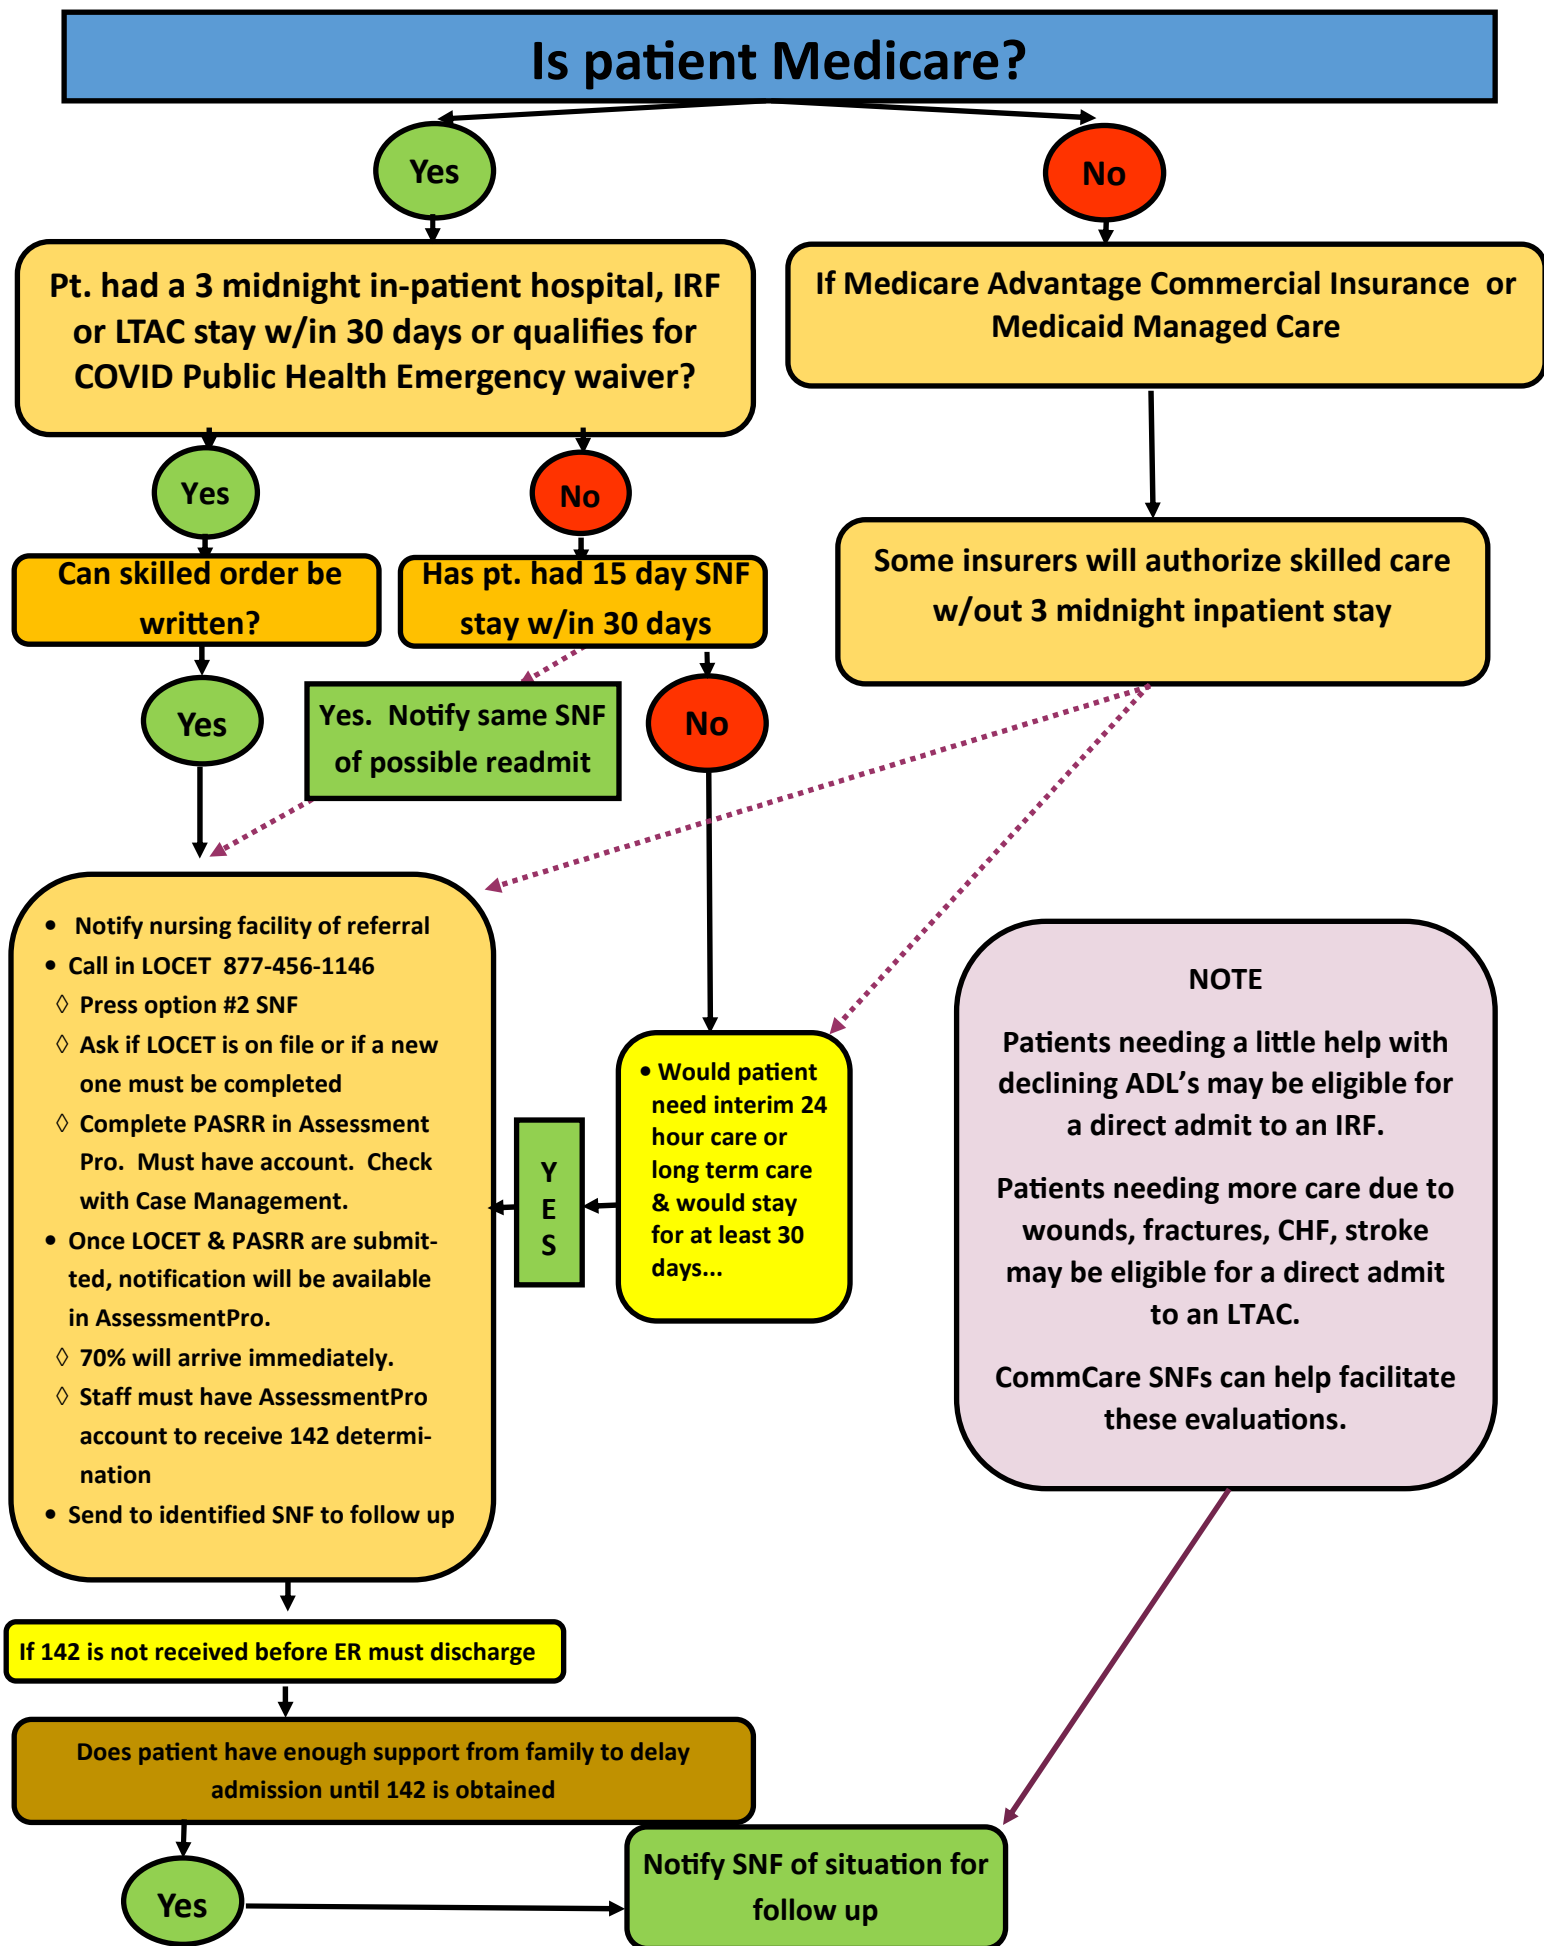 Is patient Medicare?
Yes
No
Pt. had a 3 midnight in-patient hospital, IRF
or LTAC stay w/in 30 days or qualifies for
COVID Public Health Emergency waiver?
If Medicare Advantage Commercial Insurance  or
Medicaid Managed Care
Yes
No
Can skilled order be
written?
Has pt. had 15 day SNF
stay w/in 30 days
Some insurers will authorize skilled care
w/out 3 midnight inpatient stay
Yes
Yes.  Notify same SNF
of possible readmit
No
•  Notify nursing facility of referral
• Call in LOCET  877-456-1146
◊ Press option #2 SNF
◊ Ask if LOCET is on file or if a new
one must be completed
◊ Complete PASRR in Assessment
Pro.  Must have account.  Check
with Case Management.
• Once LOCET & PASRR are submit-
ted, notification will be available
in AssessmentPro.
◊ 70% will arrive immediately.
◊ Staff must have AssessmentPro
account to receive 142 determi-
nation
• Send to identified SNF to follow up
Y
E
S
• Would patient
need interim 24
hour care or
long term care
& would stay
for at least 30
days...
NOTE
Patients needing a little help with
declining ADL’s may be eligible for
a direct admit to an IRF.
Patients needing more care due to
wounds, fractures, CHF, stroke
may be eligible for a direct admit
to an LTAC.
CommCare SNFs can help facilitate
these evaluations.
If 142 is not received before ER must discharge
Does patient have enough support from family to delay
admission until 142 is obtained
Yes
Notify SNF of situation for
follow up